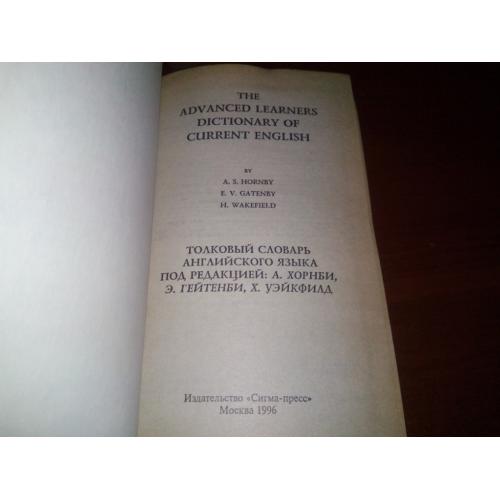 THE
ADVANCED LEARNERS
DICTIONARY OF
CURRENT ENGLISH
BY
A. S. HORNBY
E. V. GATENBY
H. WAKEFIELD
ТОЛКОВЫЙ СЛОВАРЬ
АНГЛИЙСКОГО ЯЗЫКА
ПОД РЕДАКЦИЕЙ: А. ХОРНБИ,
Э. ГЕЙТЕНБИ, Х. УЭЙКФИЛД
Издательство «Сигма-пресс»
Москва 1996